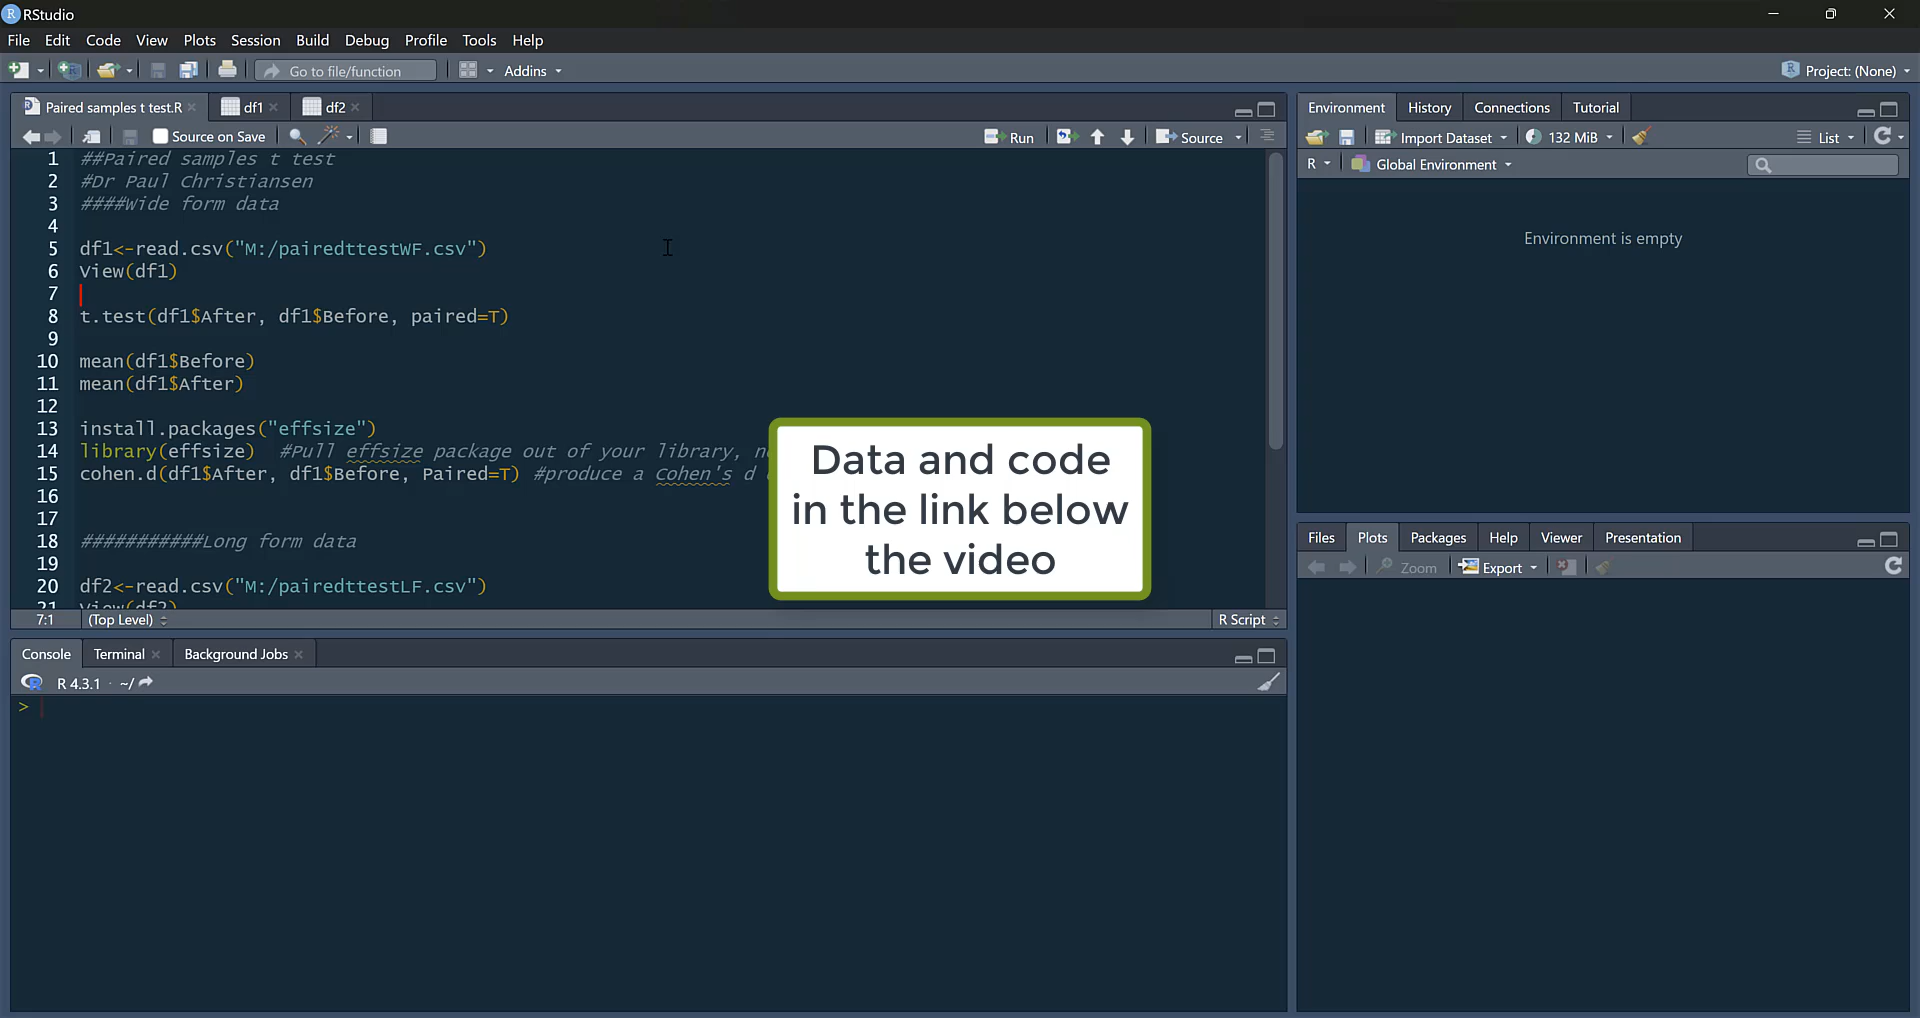 RStudio
File Edit Code View Plots Session Build Debug Profile Tools Help
Go to file/function Addins Project: (None)
Paired samples t test.R df1 df2
Source on Save Run Source
1 ##Paired samples t test
2 #Dr Paul Christiansen
3 ####Wide form data
4
5 df1<-read.csv("M:/pairedttestWF.csv")
6 View(df1)
7
8 t.test(df1$After, df1$Before, paired=T)
9
10 mean(df1$Before)
11 mean(df1$After)
12
13 install.packages("effsize")
14 library(effsize) #Pull effsize package out of your library,
15 cohen.d(df1$After, df1$Before, Paired=T) #produce a Cohen's d
16
17
18 ###########Long form data
19
20 df2<-read.csv("M:/pairedttestLF.csv")
21 View(df2)
7:1 (Top Level) R Script
Data and code
in the link below
the video
Console Terminal Background Jobs
R 4.3.1 · ~/
>
Environment History Connections Tutorial
Import Dataset 132 MiB List
R Global Environment
Environment is empty
Files Plots Packages Help Viewer Presentation
Zoom Export